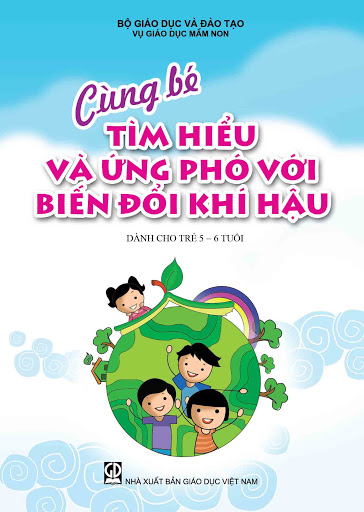 BỘ GIÁO DỤC VÀ ĐÀO TẠO
VỤ GIÁO DỤC MẦM NON
Cùng bé
TÌM HIỂU
VÀ ỨNG PHÓ VỚI
BIẾN ĐỔI KHÍ HẬU
DÀNH CHO TRẺ 5 – 6 TUỔI
NHÀ XUẤT BẢN GIÁO DỤC VIỆT NAM